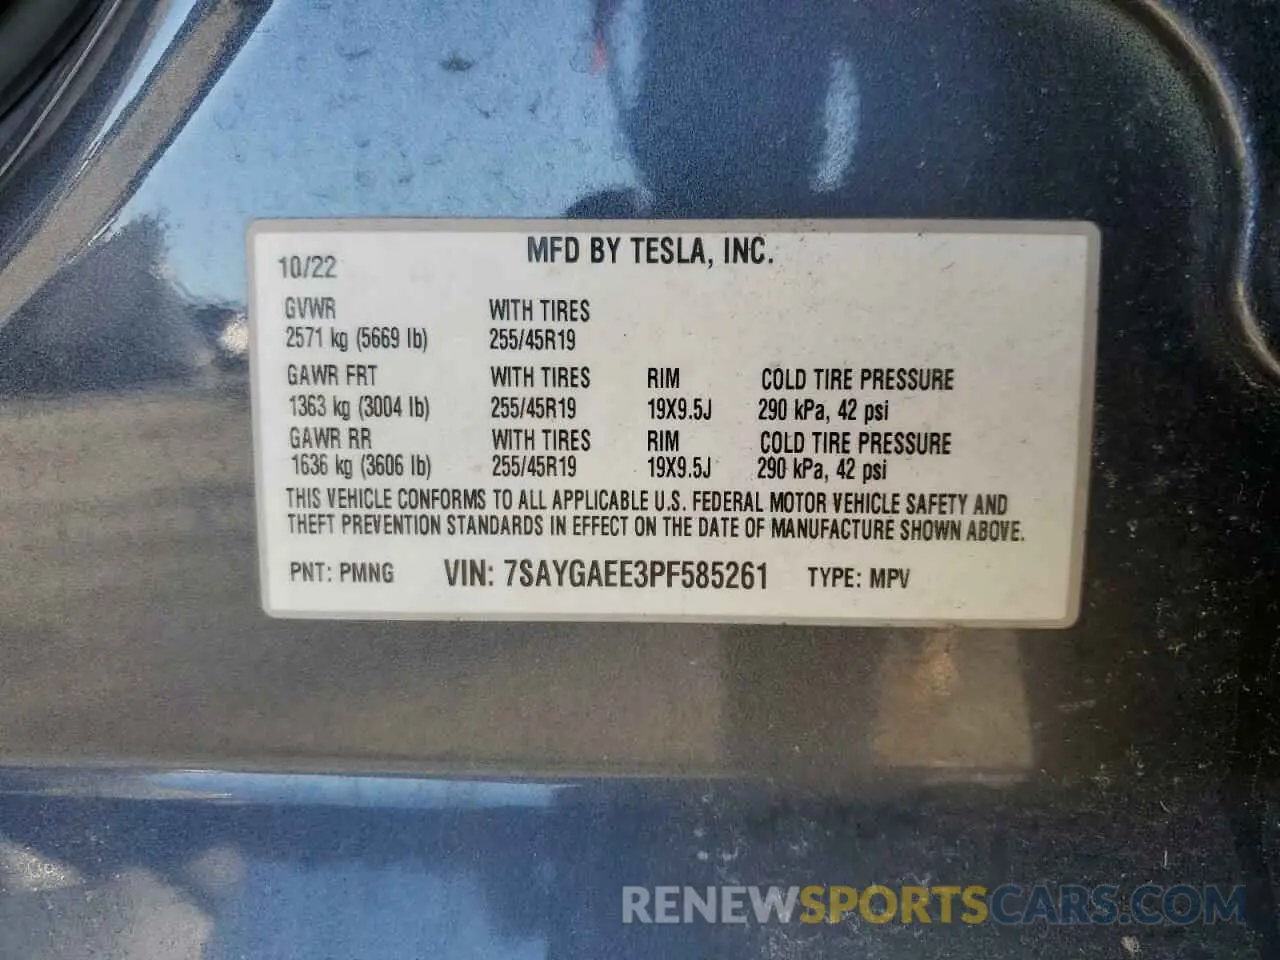 MFD BY TESLA, INC.
10/22
GVWR WITH TIRES
2571 kg (5669 lb) 255/45R19
GAWR FRT WITH TIRES RIM COLD TIRE PRESSURE
1363 kg (3004 lb) 255/45R19 19X9.5J 290 kPa, 42 psi
GAWR RR WITH TIRES RIM COLD TIRE PRESSURE
1636 kg (3606 lb) 255/45R19 19X9.5J 290 kPa, 42 psi
THIS VEHICLE CONFORMS TO ALL APPLICABLE U.S. FEDERAL MOTOR VEHICLE SAFETY AND
THEFT PREVENTION STANDARDS IN EFFECT ON THE DATE OF MANUFACTURE SHOWN ABOVE.
PNT: PMNG VIN: 7SAYGAEE3PF585261 TYPE: MPV
RENEWSPORTSCARS.COM